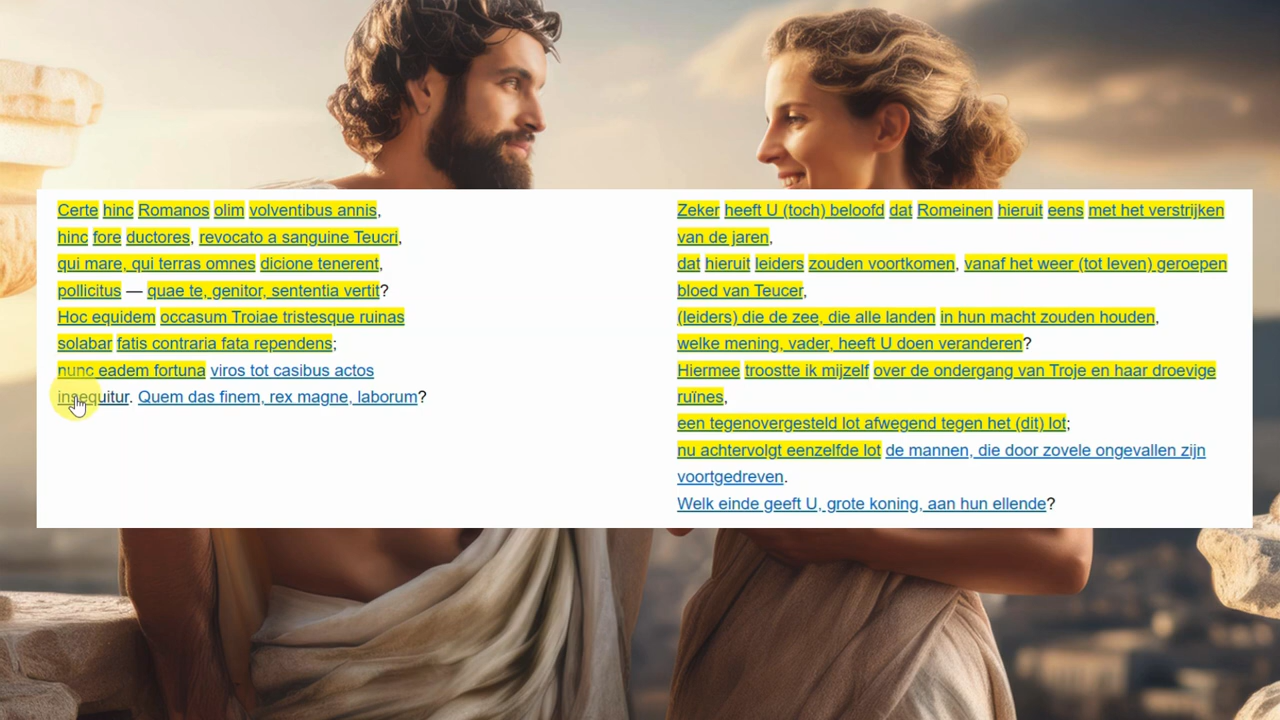 Certe hinc Romanos olim volventibus annis,
hinc fore ductores, revocato a sanguine Teucri,
qui mare, qui terras omnes dicione tenerent,
pollicitus — quae te, genitor, sententia vertit?
Hoc equidem occasum Troiae tristesque ruinas
solabar fatis contraria fata rependens;
nunc eadem fortuna viros tot casibus actos
insequitur. Quem das finem, rex magne, laborum?
Zeker heeft U (toch) beloofd dat Romeinen hieruit eens met het verstrijken
van de jaren,
dat hieruit leiders zouden voortkomen, vanaf het weer (tot leven) geroepen
bloed van Teucer,
(leiders) die de zee, die alle landen in hun macht zouden houden,
welke mening, vader, heeft U doen veranderen?
Hiermee troostte ik mijzelf over de ondergang van Troje en haar droevige
ruïnes,
een tegenovergesteld lot afwegend tegen het (dit) lot;
nu achtervolgt eenzelfde lot de mannen, die door zovele ongevallen zijn
voortgedreven.
Welk einde geeft U, grote koning, aan hun ellende?